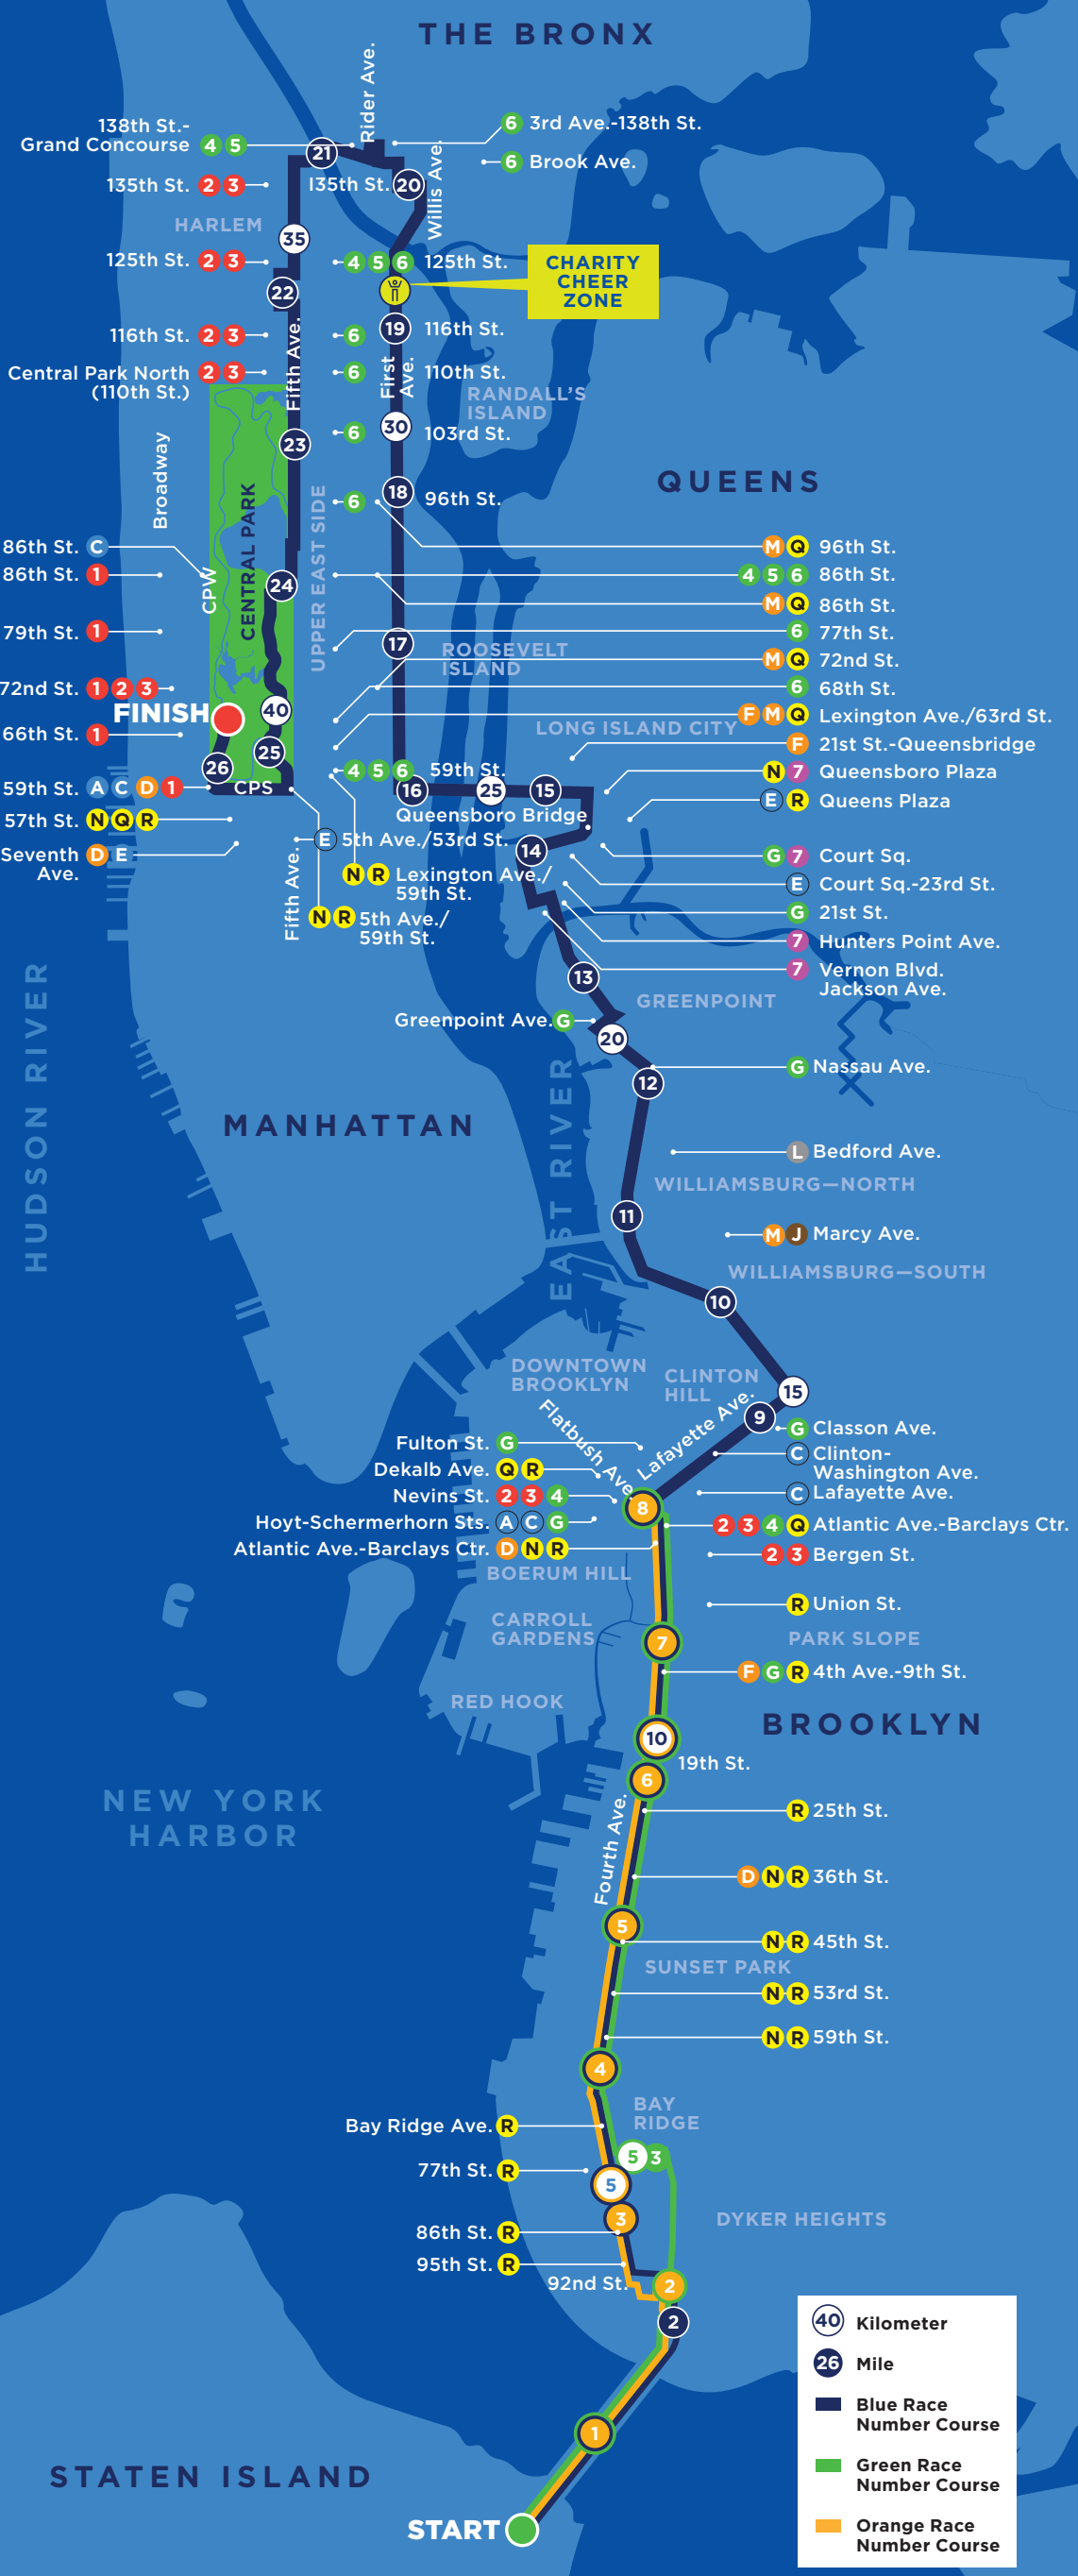 THE BRONX
Rider Ave.
138th St.-
Grand Concourse 4 5
6 3rd Ave.-138th St.
21
Willis Ave.
6 Brook Ave.
135th St. 2 3
I35th St. 20
HARLEM
35
125th St. 2 3
4 5 6 125th St.
CHARITY
CHEER
ZONE
22
19 116th St.
116th St. 2 3
6
Fifth Ave.
First
Ave.
Central Park North 2 3
(110th St.)
6 110th St.
RANDALL'S
ISLAND
30
6 103rd St.
23
Broadway
QUEENS
CENTRAL PARK
UPPER EAST SIDE
6 18 96th St.
86th St. C
M Q 96th St.
86th St. 1
4 5 6 86th St.
CPW
24
M Q 86th St.
79th St. 1
6 77th St.
17
ROOSEVELT
ISLAND
M Q 72nd St.
72nd St. 1 2 3
6 68th St.
FINISH
40
LONG ISLAND CITY
F M Q Lexington Ave./63rd St.
66th St. 1
F 21st St.-Queensbridge
25
26
4 5 6 59th St.
N 7 Queensboro Plaza
59th St. A C D 1
CPS
16 25 15
E R Queens Plaza
57th St. N Q R
Queensboro Bridge
E 5th Ave./53rd St.
14
Seventh D E
Ave.
G 7 Court Sq.
Fifth Ave.
N R Lexington Ave./
59th St.
E Court Sq.-23rd St.
N R 5th Ave./
59th St.
G 21st St.
7 Hunters Point Ave.
7 Vernon Blvd.
Jackson Ave.
13
GREENPOINT
Greenpoint Ave. G
20
HUDSON RIVER
EAST RIVER
G Nassau Ave.
12
MANHATTAN
L Bedford Ave.
WILLIAMSBURG—NORTH
11
M J Marcy Ave.
WILLIAMSBURG—SOUTH
10
DOWNTOWN
BROOKLYN
CLINTON
HILL
15
Flatbush Ave.
Lafayette Ave.
9
G Classon Ave.
Fulton St. G
C Clinton-
Washington Ave.
Dekalb Ave. Q R
C Lafayette Ave.
Nevins St. 2 3 4
8
Hoyt-Schermerhorn Sts. A C G
2 3 4 Q Atlantic Ave.-Barclays Ctr.
Atlantic Ave.-Barclays Ctr. D N R
2 3 Bergen St.
BOERUM HILL
R Union St.
CARROLL
GARDENS
7
PARK SLOPE
F G R 4th Ave.-9th St.
RED HOOK
BROOKLYN
10
19th St.
6
NEW YORK
HARBOR
R 25th St.
Fourth Ave.
D N R 36th St.
5
N R 45th St.
SUNSET PARK
N R 53rd St.
N R 59th St.
4
BAY
RIDGE
Bay Ridge Ave. R
5 3
77th St. R
5
3
DYKER HEIGHTS
86th St. R
95th St. R
92nd St. 2
2
1
STATEN ISLAND
START
40 Kilometer
26 Mile
Blue Race
Number Course
Green Race
Number Course
Orange Race
Number Course